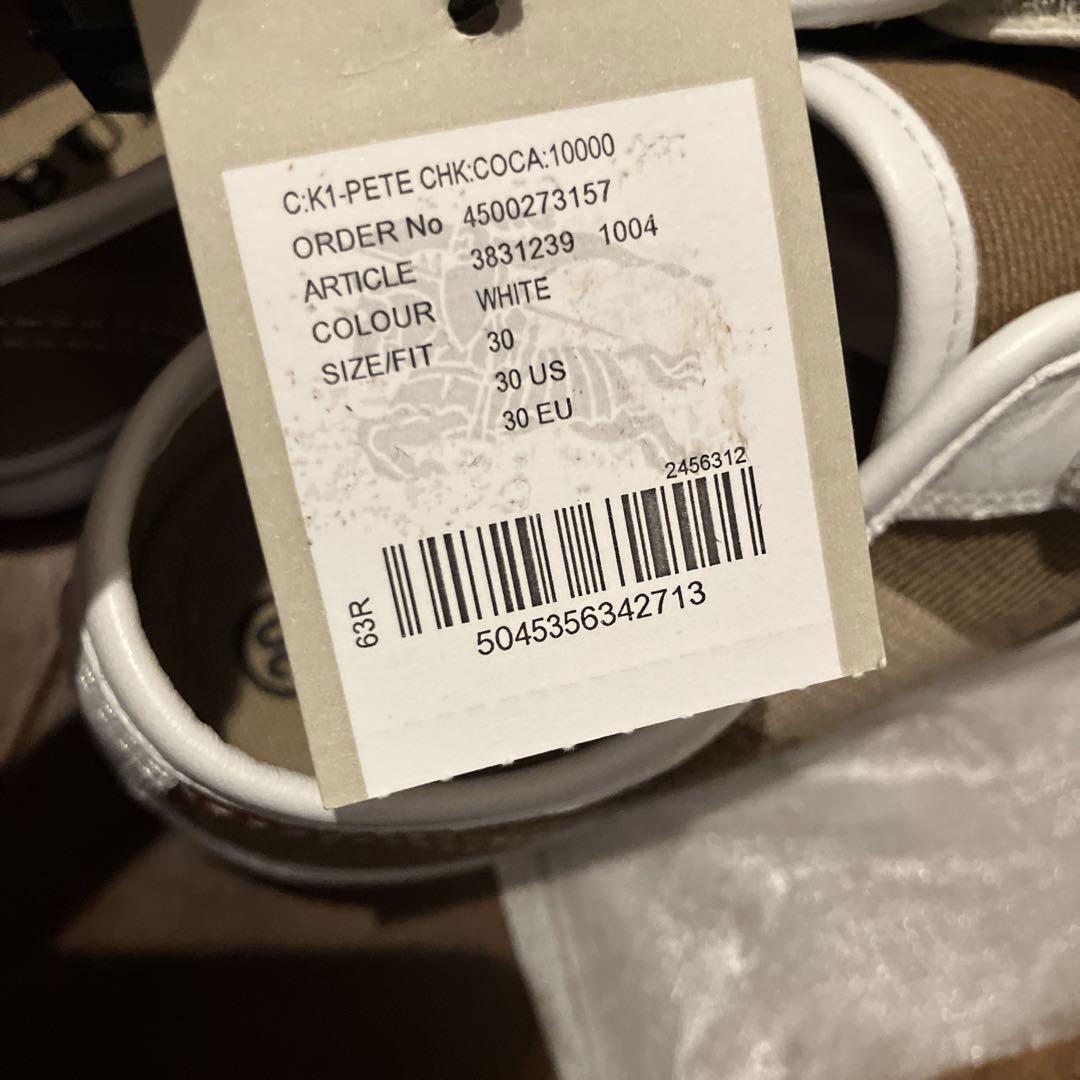 C:K1-PETE CHK:COCA:10000
ORDER No 4500273157
ARTICLE 3831239 1004
COLOUR WHITE
SIZE/FIT 30
30 US
30 EU
2456312
63R
5045356342713
BU